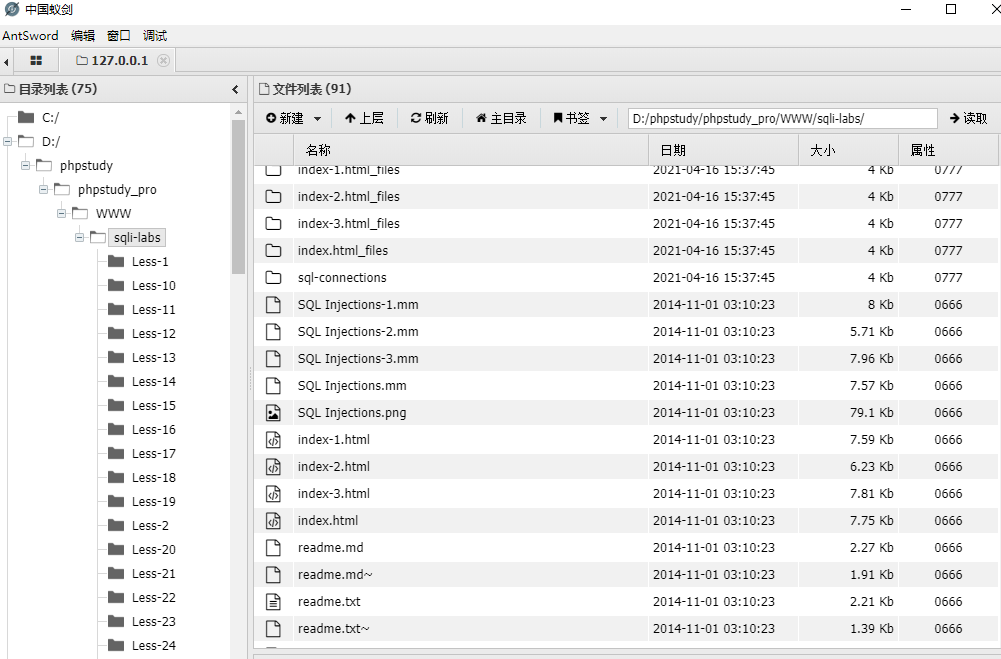 中国蚁剑
AntSword 编辑 窗口 调试
127.0.0.1
目录列表 (75)
C:/
D:/
phpstudy
phpstudy_pro
WWW
sqli-labs
Less-1
Less-10
Less-11
Less-12
Less-13
Less-14
Less-15
Less-16
Less-17
Less-18
Less-19
Less-2
Less-20
Less-21
Less-22
Less-23
Less-24
文件列表 (91)
新建 上层 刷新 主目录 书签 D:/phpstudy/phpstudy_pro/WWW/sqli-labs/ 读取
名称 日期 大小 属性
index-1.html_files 2021-04-16 15:37:45 4 Kb 0777
index-2.html_files 2021-04-16 15:37:45 4 Kb 0777
index-3.html_files 2021-04-16 15:37:45 4 Kb 0777
index.html_files 2021-04-16 15:37:45 4 Kb 0777
sql-connections 2021-04-16 15:37:45 4 Kb 0777
SQL Injections-1.mm 2014-11-01 03:10:23 8 Kb 0666
SQL Injections-2.mm 2014-11-01 03:10:23 5.71 Kb 0666
SQL Injections-3.mm 2014-11-01 03:10:23 7.96 Kb 0666
SQL Injections.mm 2014-11-01 03:10:23 7.57 Kb 0666
SQL Injections.png 2014-11-01 03:10:23 79.1 Kb 0666
index-1.html 2014-11-01 03:10:23 7.59 Kb 0666
index-2.html 2014-11-01 03:10:23 6.23 Kb 0666
index-3.html 2014-11-01 03:10:23 7.81 Kb 0666
index.html 2014-11-01 03:10:23 7.75 Kb 0666
readme.md 2014-11-01 03:10:23 2.27 Kb 0666
readme.md~ 2014-11-01 03:10:23 1.91 Kb 0666
readme.txt 2014-11-01 03:10:23 2.21 Kb 0666
readme.txt~ 2014-11-01 03:10:23 1.39 Kb 0666